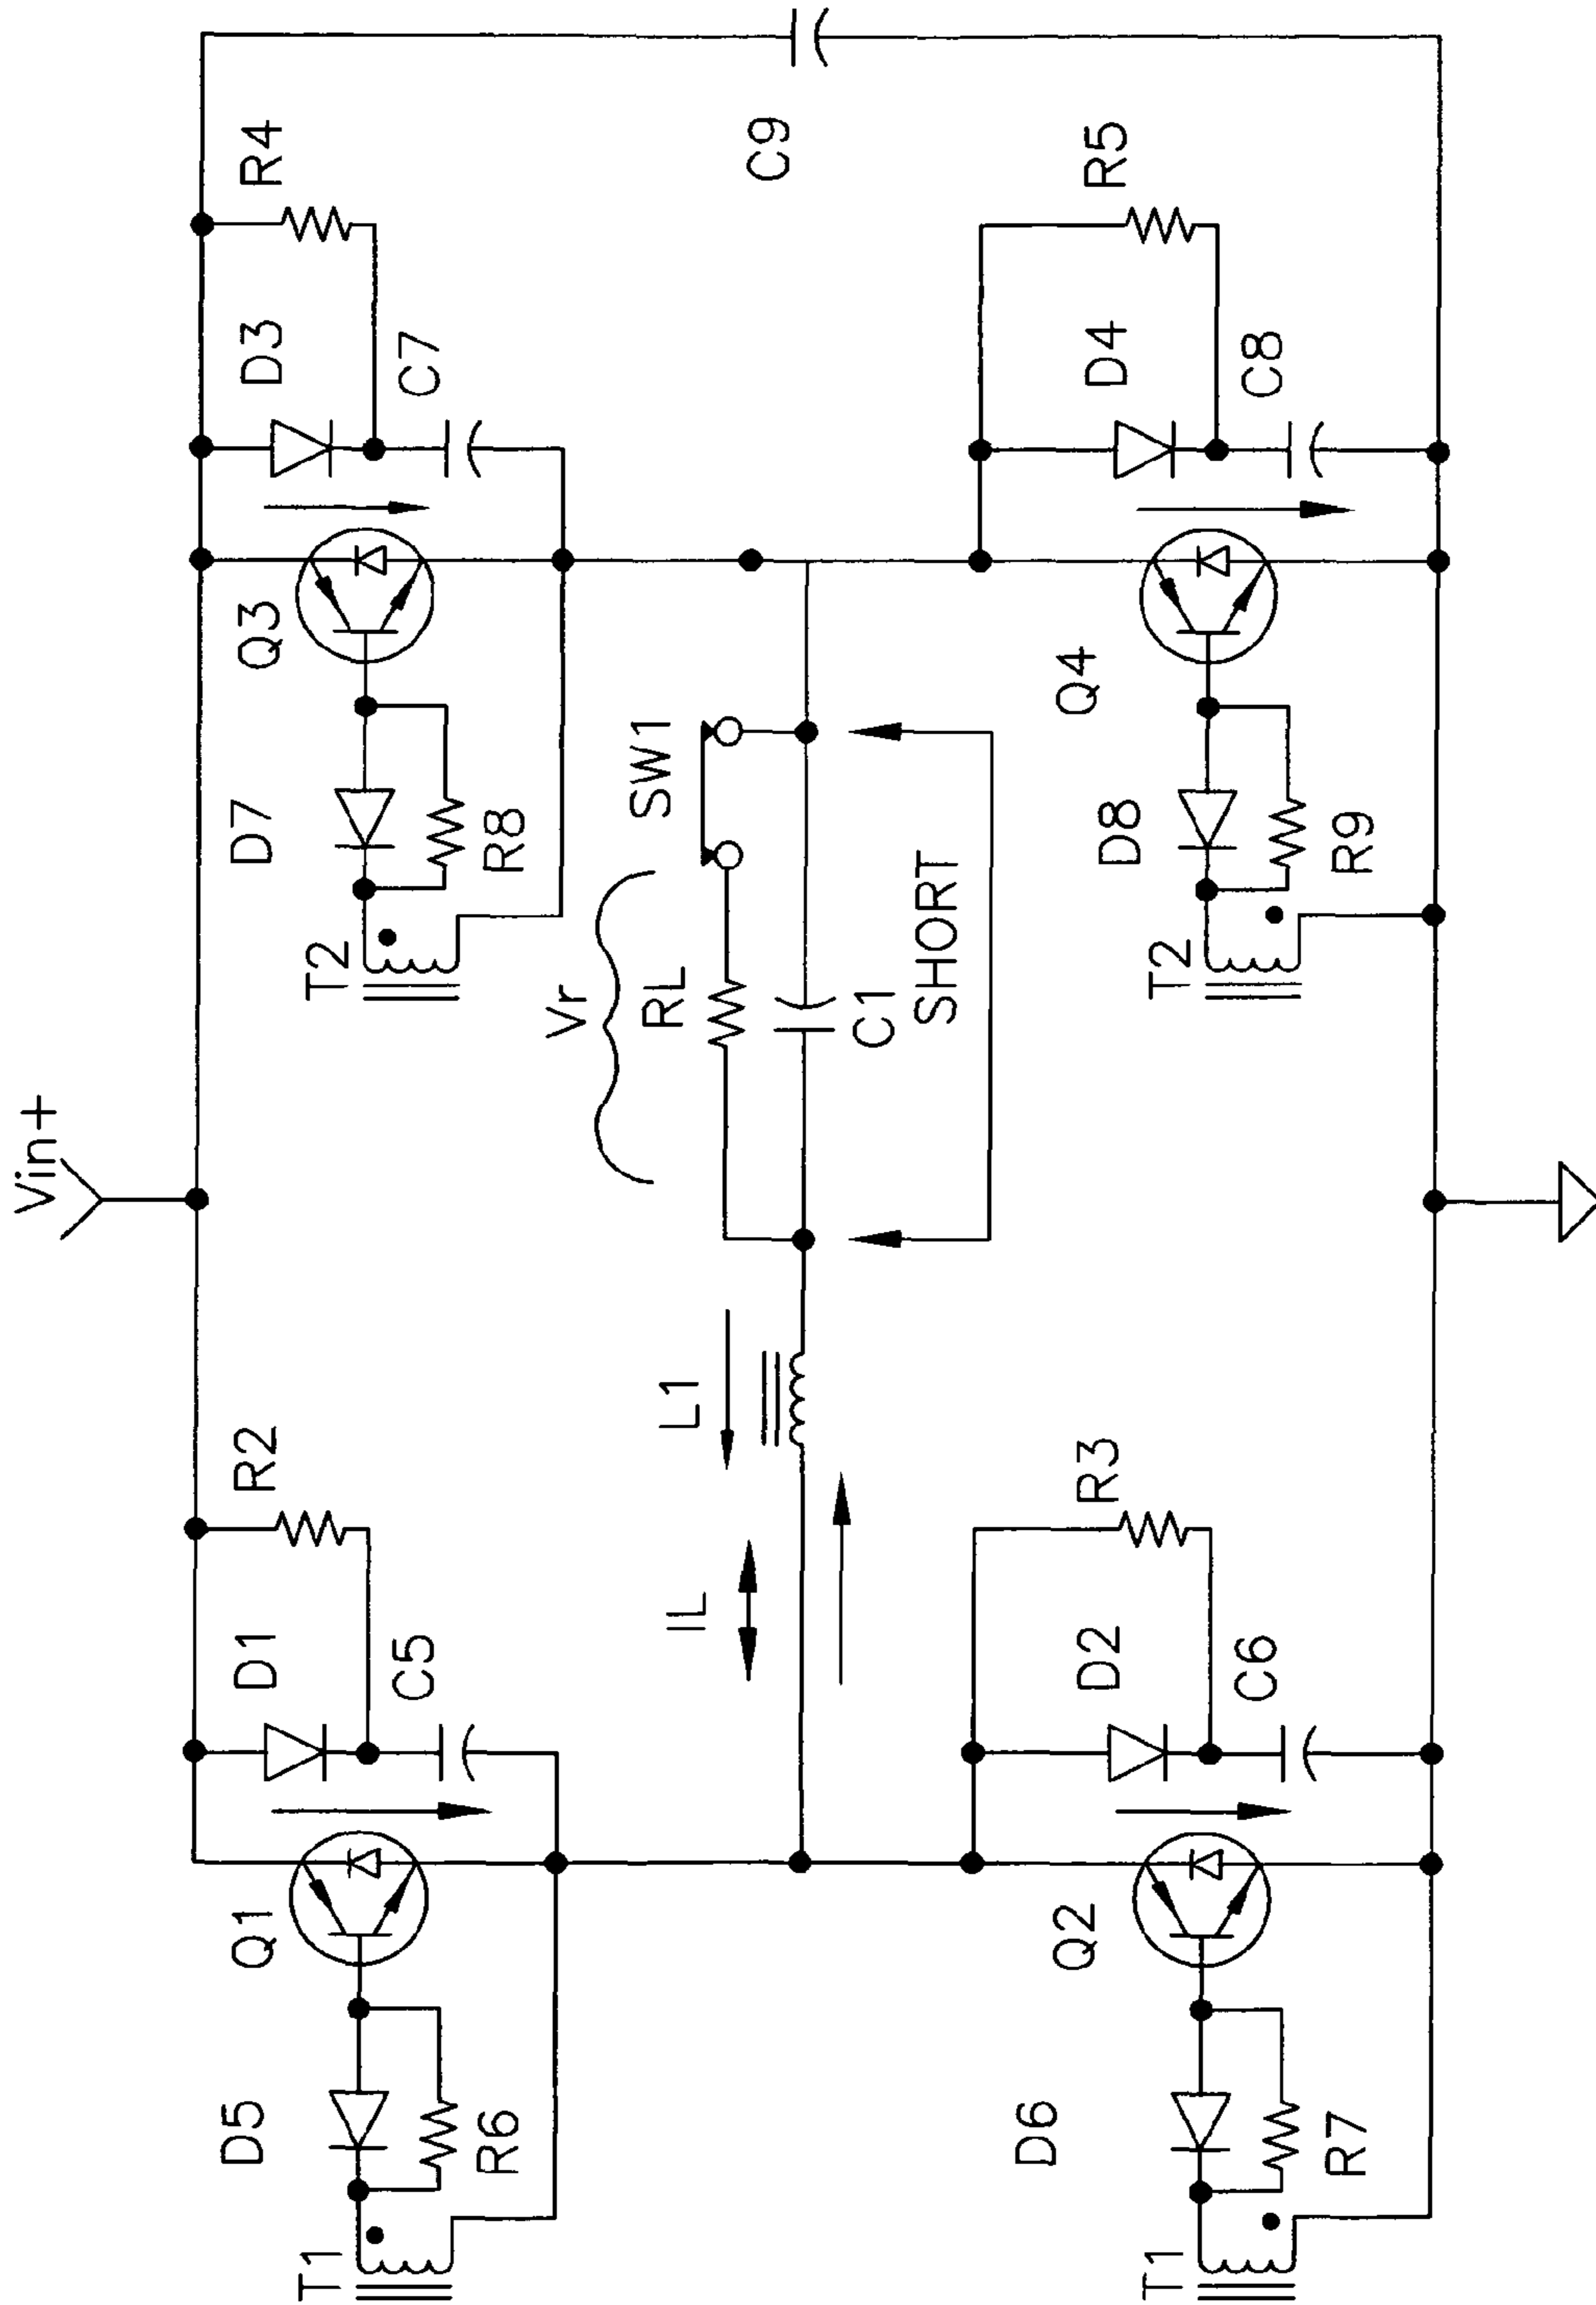 Vin+
D5
Q1
D1
R2
D7
Q3
D3
R4
T1
R6
C5
T2
R8
C7
Vr
IL
L1
RL
SW1
C9
C1
SHORT
D6
Q2
D2
R3
D8
Q4
D4
R5
T1
R7
C6
T2
R9
C8